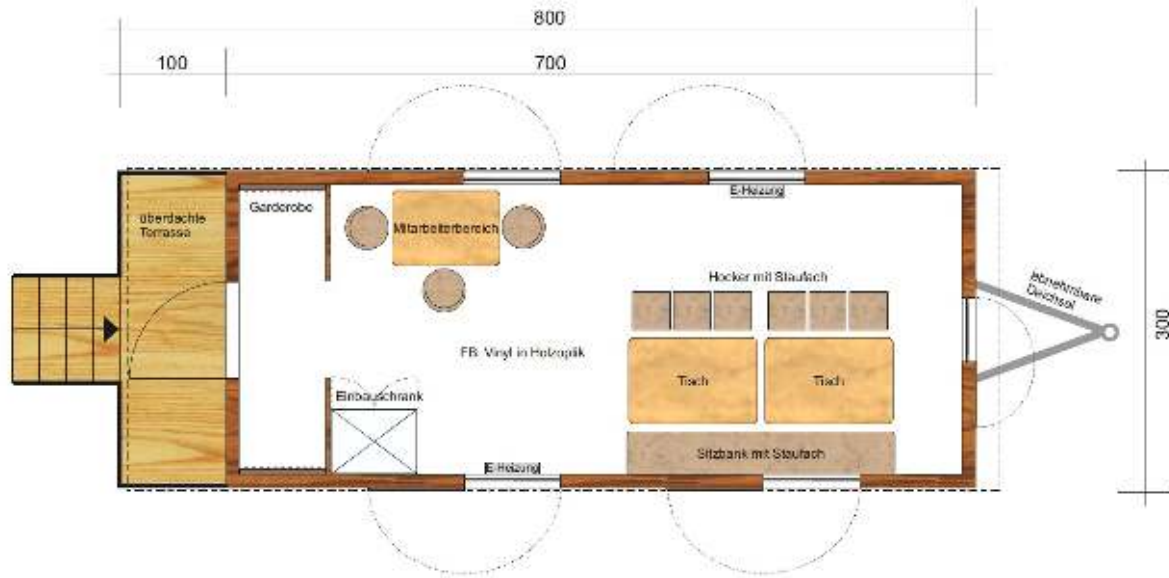 800
100
700
E-Heizung
Garderobe
überdachte
Terrasse
Mitarbeiterbereich
Hocker mit Staufach
abnehmbare
Deichsel
300
FB: Vinyl in Holzoptik
Tisch
Tisch
Einbauschrank
Sitzbank mit Staufach
E-Heizung